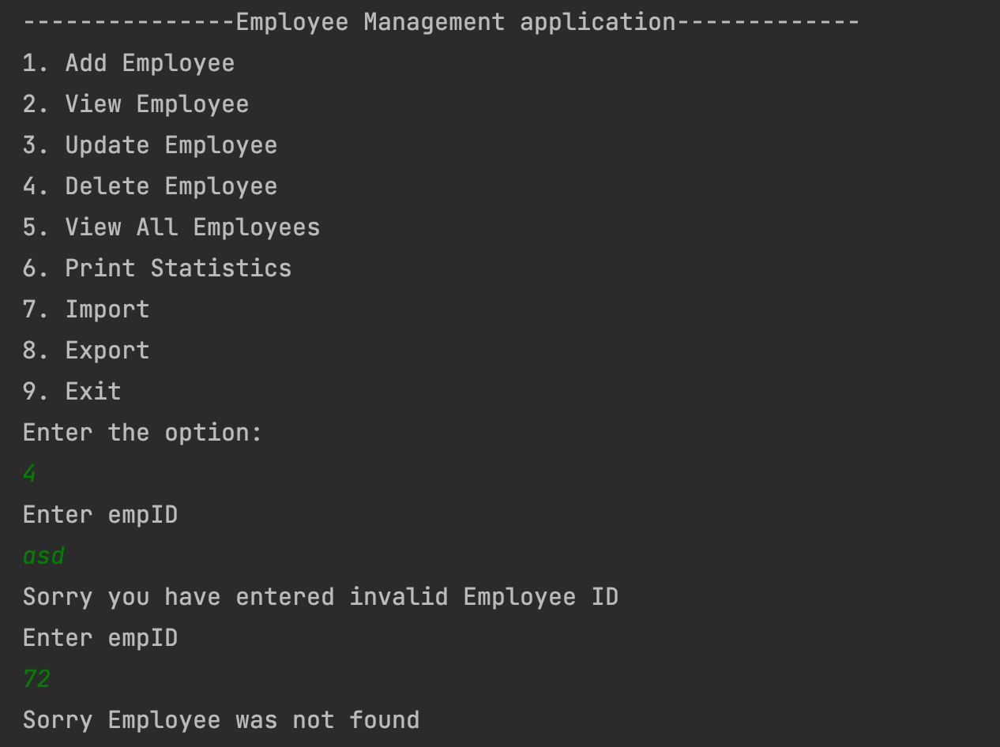 ---------------Employee Management application-------------
1. Add Employee
2. View Employee
3. Update Employee
4. Delete Employee
5. View All Employees
6. Print Statistics
7. Import
8. Export
9. Exit
Enter the option:
4
Enter empID
asd
Sorry you have entered invalid Employee ID
Enter empID
72
Sorry Employee was not found